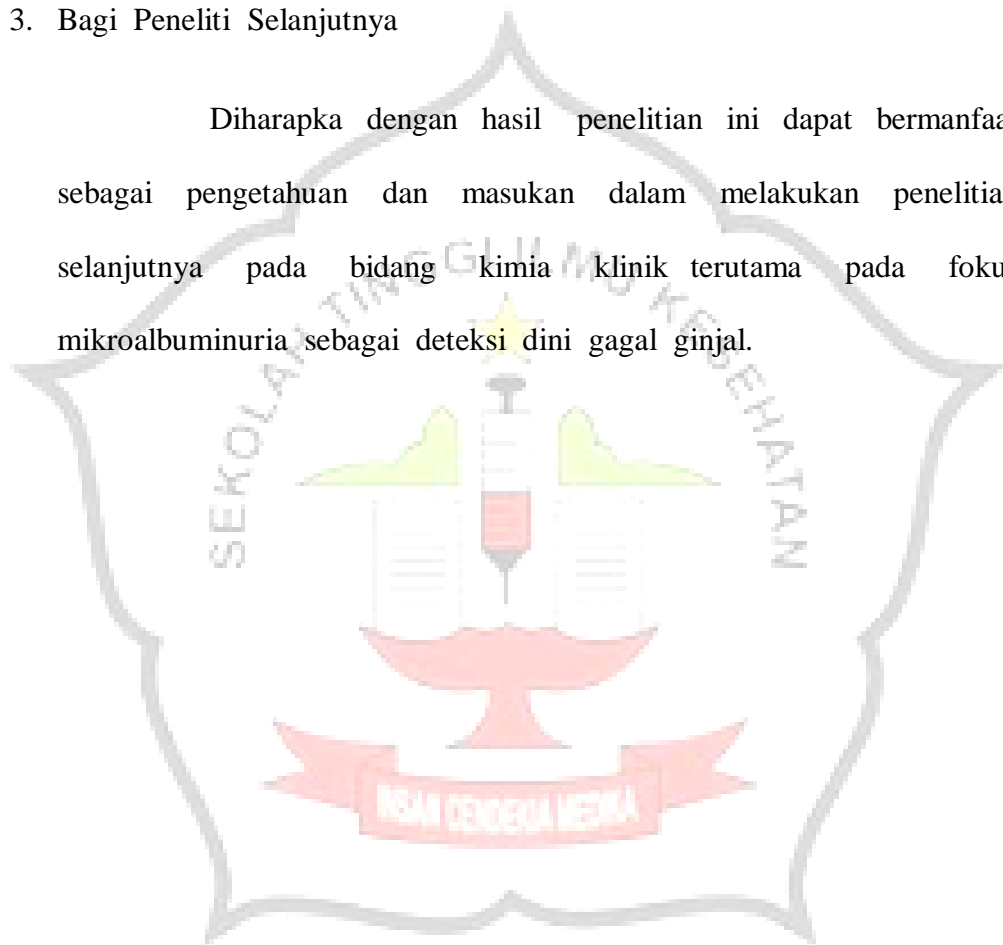 3. Bagi Peneliti Selanjutnya
Diharapka dengan hasil penelitian ini dapat bermanfaa
sebagai pengetahuan dan masukan dalam melakukan penelitia
selanjutnya pada bidang kimia klinik terutama pada foku
mikroalbuminuria sebagai deteksi dini gagal ginjal.
SEKOLAH TINGGI ILMU KESEHATAN
INSAN CENDEKIA MEDIKA